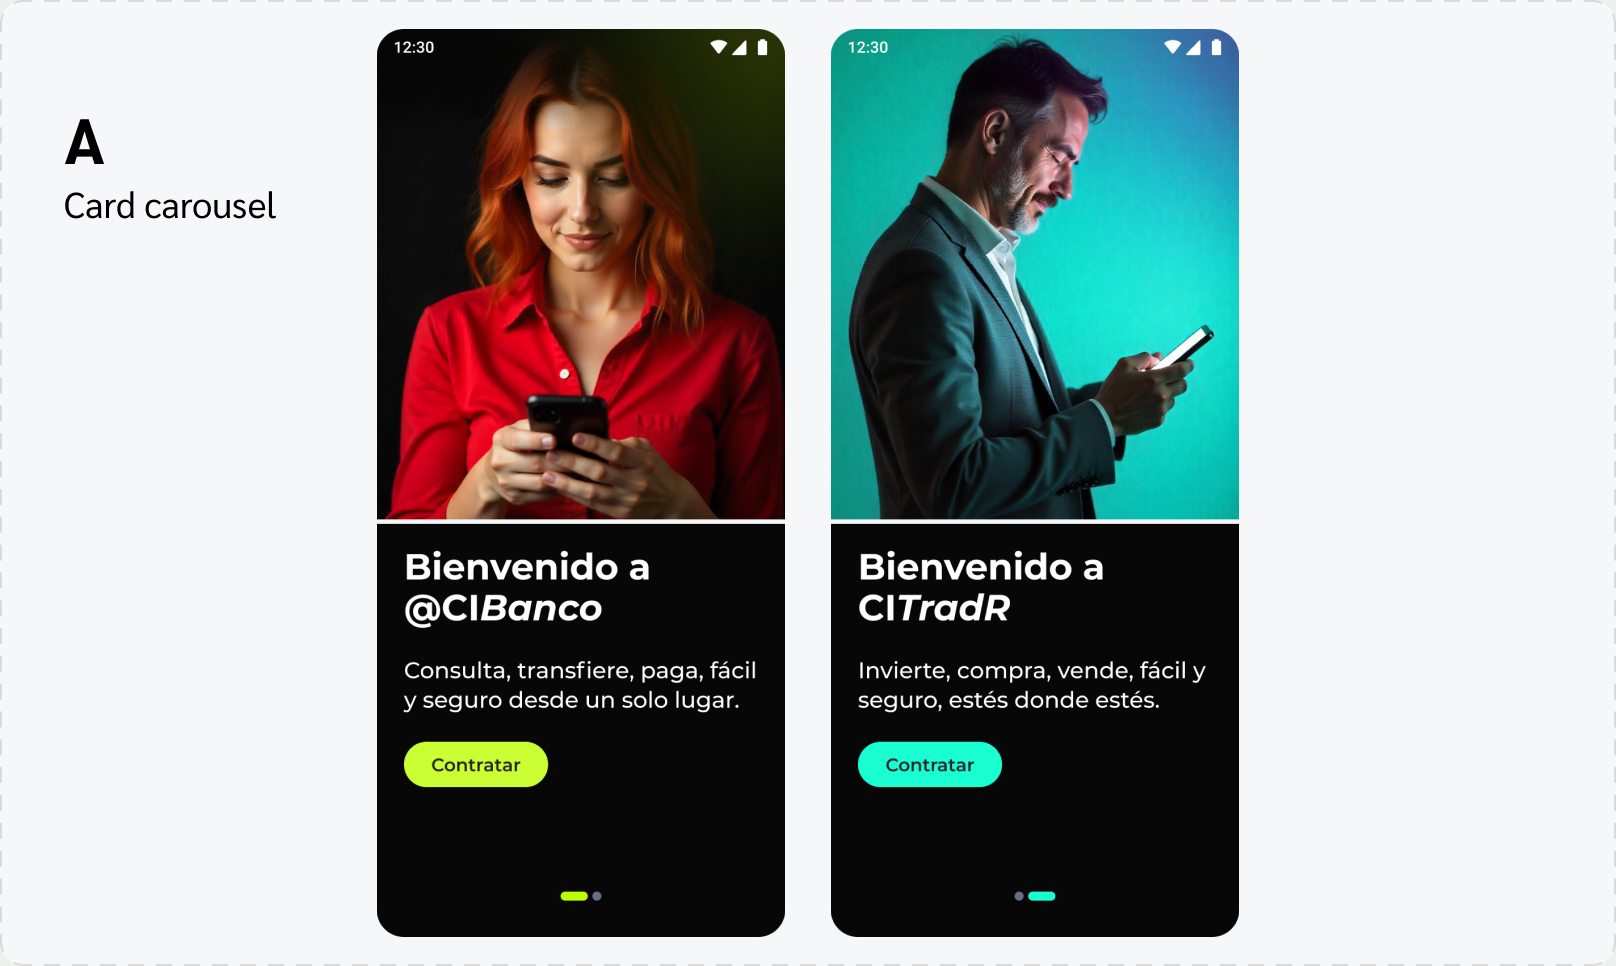 A
Card carousel
12:30
Bienvenido a
@CIBanco
Consulta, transfiere, paga, fácil
y seguro desde un solo lugar.
Contratar
12:30
Bienvenido a
CITradR
Invierte, compra, vende, fácil y
seguro, estés donde estés.
Contratar